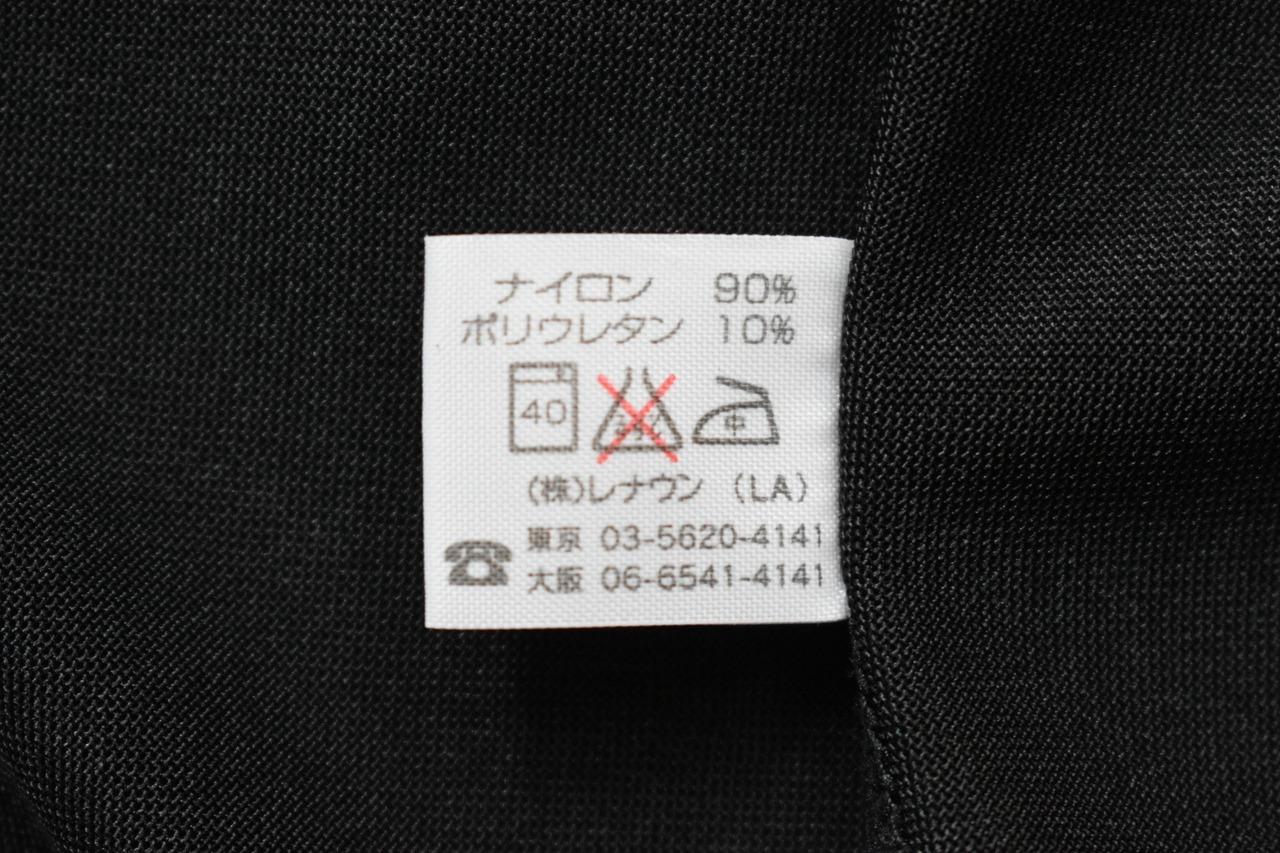 ナイロン 90%
ポリウレタン 10%
40 中
(株)レナウン (LA)
東京 03-5620-4141
大阪 06-6541-4141